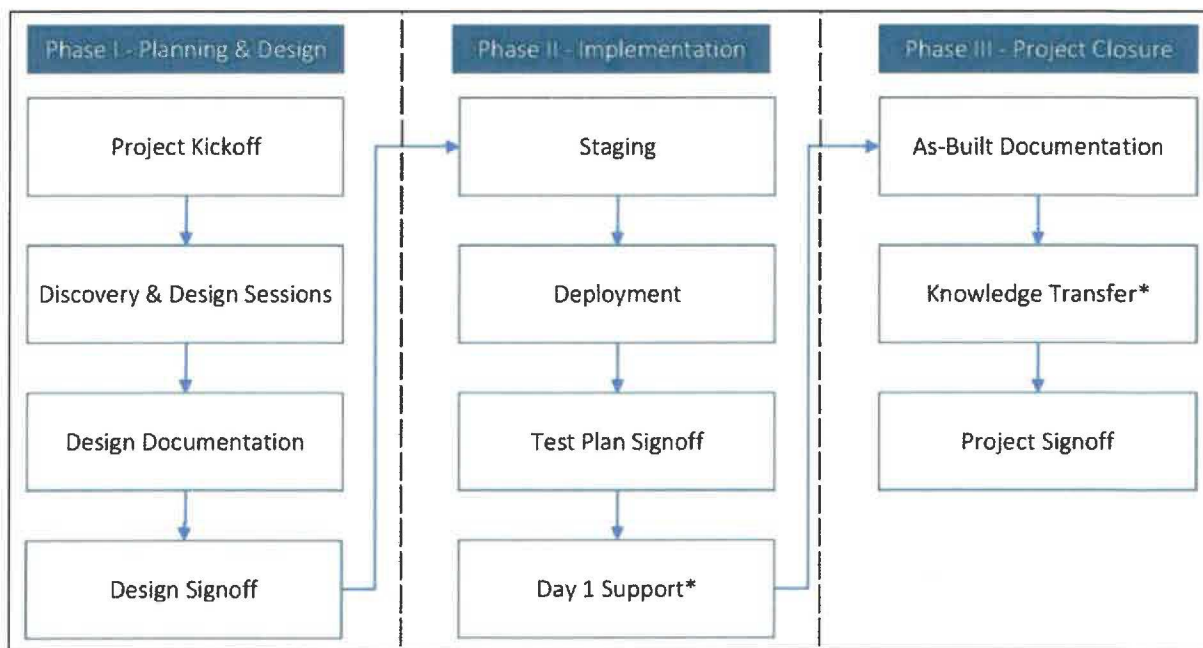 Phase I - Planning & Design
Project Kickoff
Discovery & Design Sessions
Design Documentation
Design Signoff
Phase II - Implementation
Staging
Deployment
Test Plan Signoff
Day 1 Support*
Phase III - Project Closure
As-Built Documentation
Knowledge Transfer*
Project Signoff